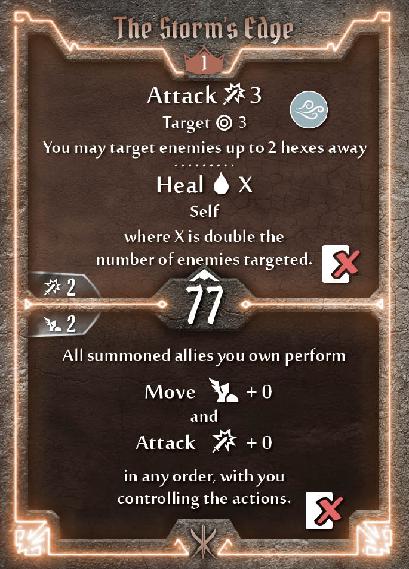 The Storm's Edge
1
Attack 3
Target 3
You may target enemies up to 2 hexes away
Heal X
Self
where X is double the
number of enemies targeted.
2
77
2
All summoned allies you own perform
Move + 0
and
Attack + 0
in any order, with you
controlling the actions.